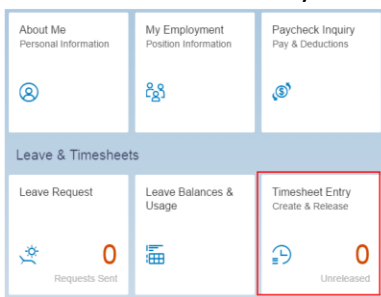 About Me
Personal Information
My Employment
Position Information
Paycheck Inquiry
Pay & Deductions
Leave & Timesheets
Leave Request
0
Requests Sent
Leave Balances &
Usage
Timesheet Entry
Create & Release
0
Unreleased